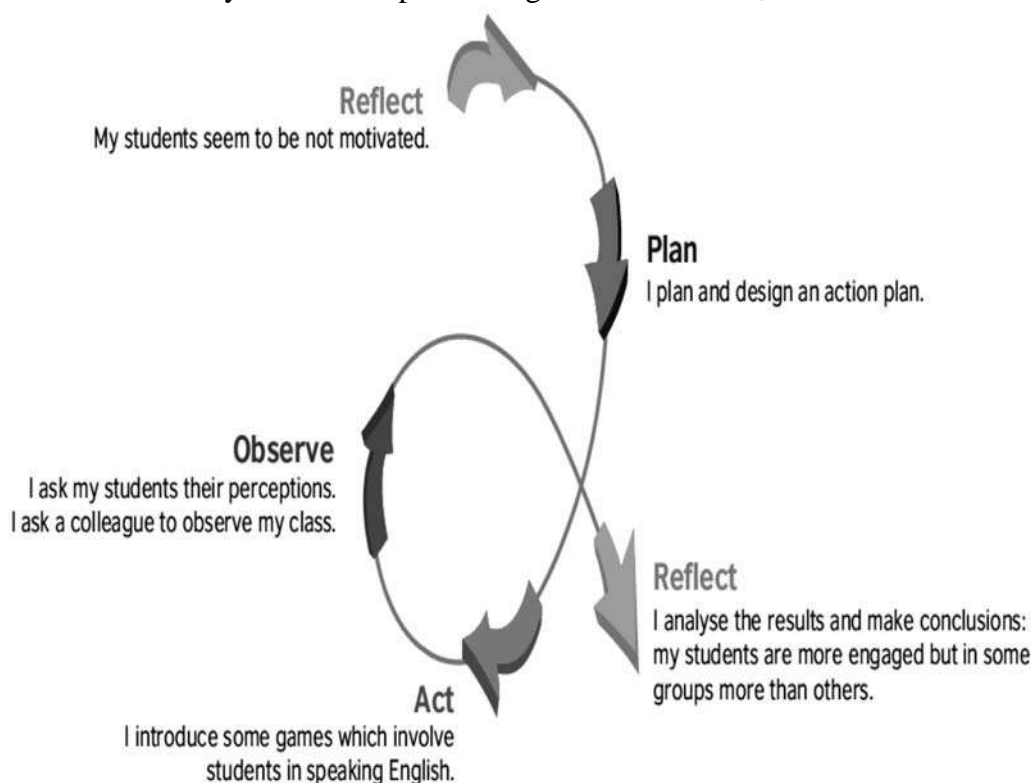 Reflect
My students seem to be not motivated.
Plan
I plan and design an action plan.
Observe
I ask my students their perceptions.
I ask a colleague to observe my class.
Reflect
I analyse the results and make conclusions:
my students are more engaged but in some
groups more than others.
Act
I introduce some games which involve
students in speaking English.